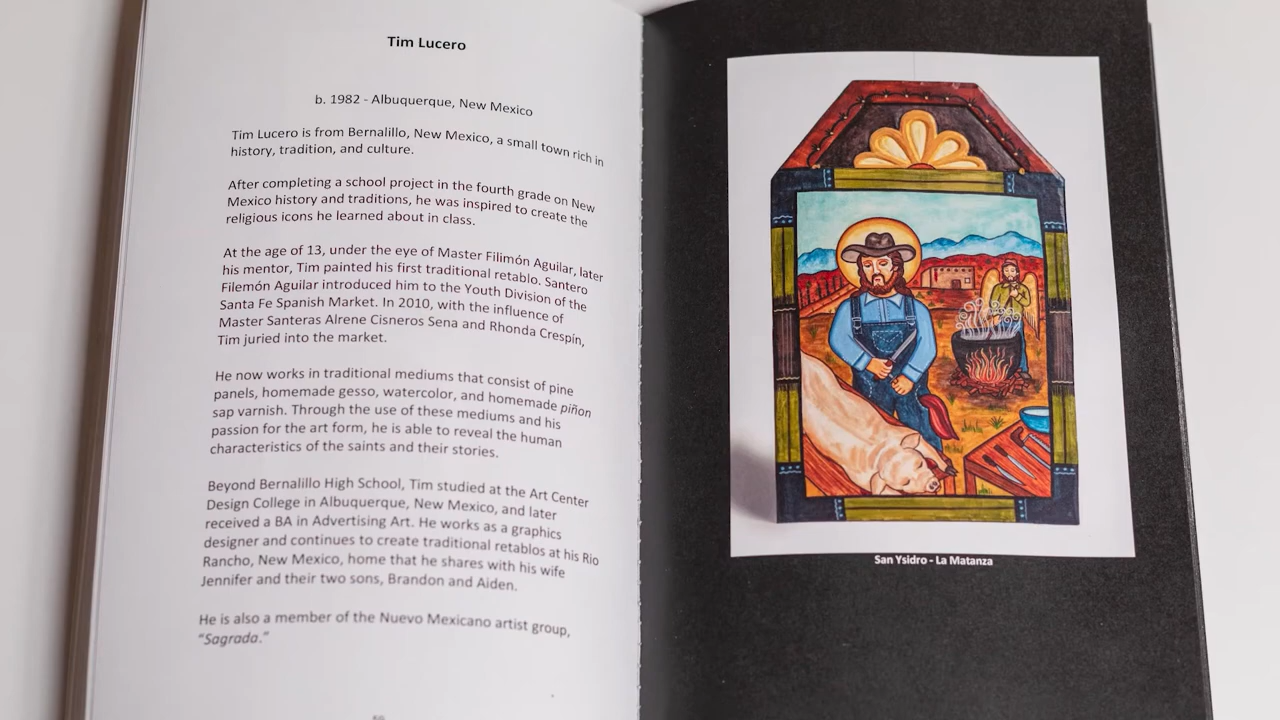 Tim Lucero
b. 1982 - Albuquerque, New Mexico
Tim Lucero is from Bernalillo, New Mexico, a small town rich in
history, tradition, and culture.
After completing a school project in the fourth grade on New
Mexico history and traditions, he was inspired to create the
religious icons he learned about in class.
At the age of 13, under the eye of Master Filimón Aguilar, later
his mentor, Tim painted his first traditional retablo. Santero
Filemón Aguilar introduced him to the Youth Division of the
Santa Fe Spanish Market. In 2010, with the influence of
Master Santeras Alrene Cisneros Sena and Rhonda Crespin,
Tim juried into the market.
He now works in traditional mediums that consist of pine
panels, homemade gesso, watercolor, and homemade piñon
sap varnish. Through the use of these mediums and his
passion for the art form, he is able to reveal the human
characteristics of the saints and their stories.
Beyond Bernalillo High School, Tim studied at the Art Center
Design College in Albuquerque, New Mexico, and later
received a BA in Advertising Art. He works as a graphics
designer and continues to create traditional retablos at his Rio
Rancho, New Mexico, home that he shares with his wife
Jennifer and their two sons, Brandon and Aiden.
He is also a member of the Nuevo Mexicano artist group,
“Sagrada.”
San Ysidro - La Matanza